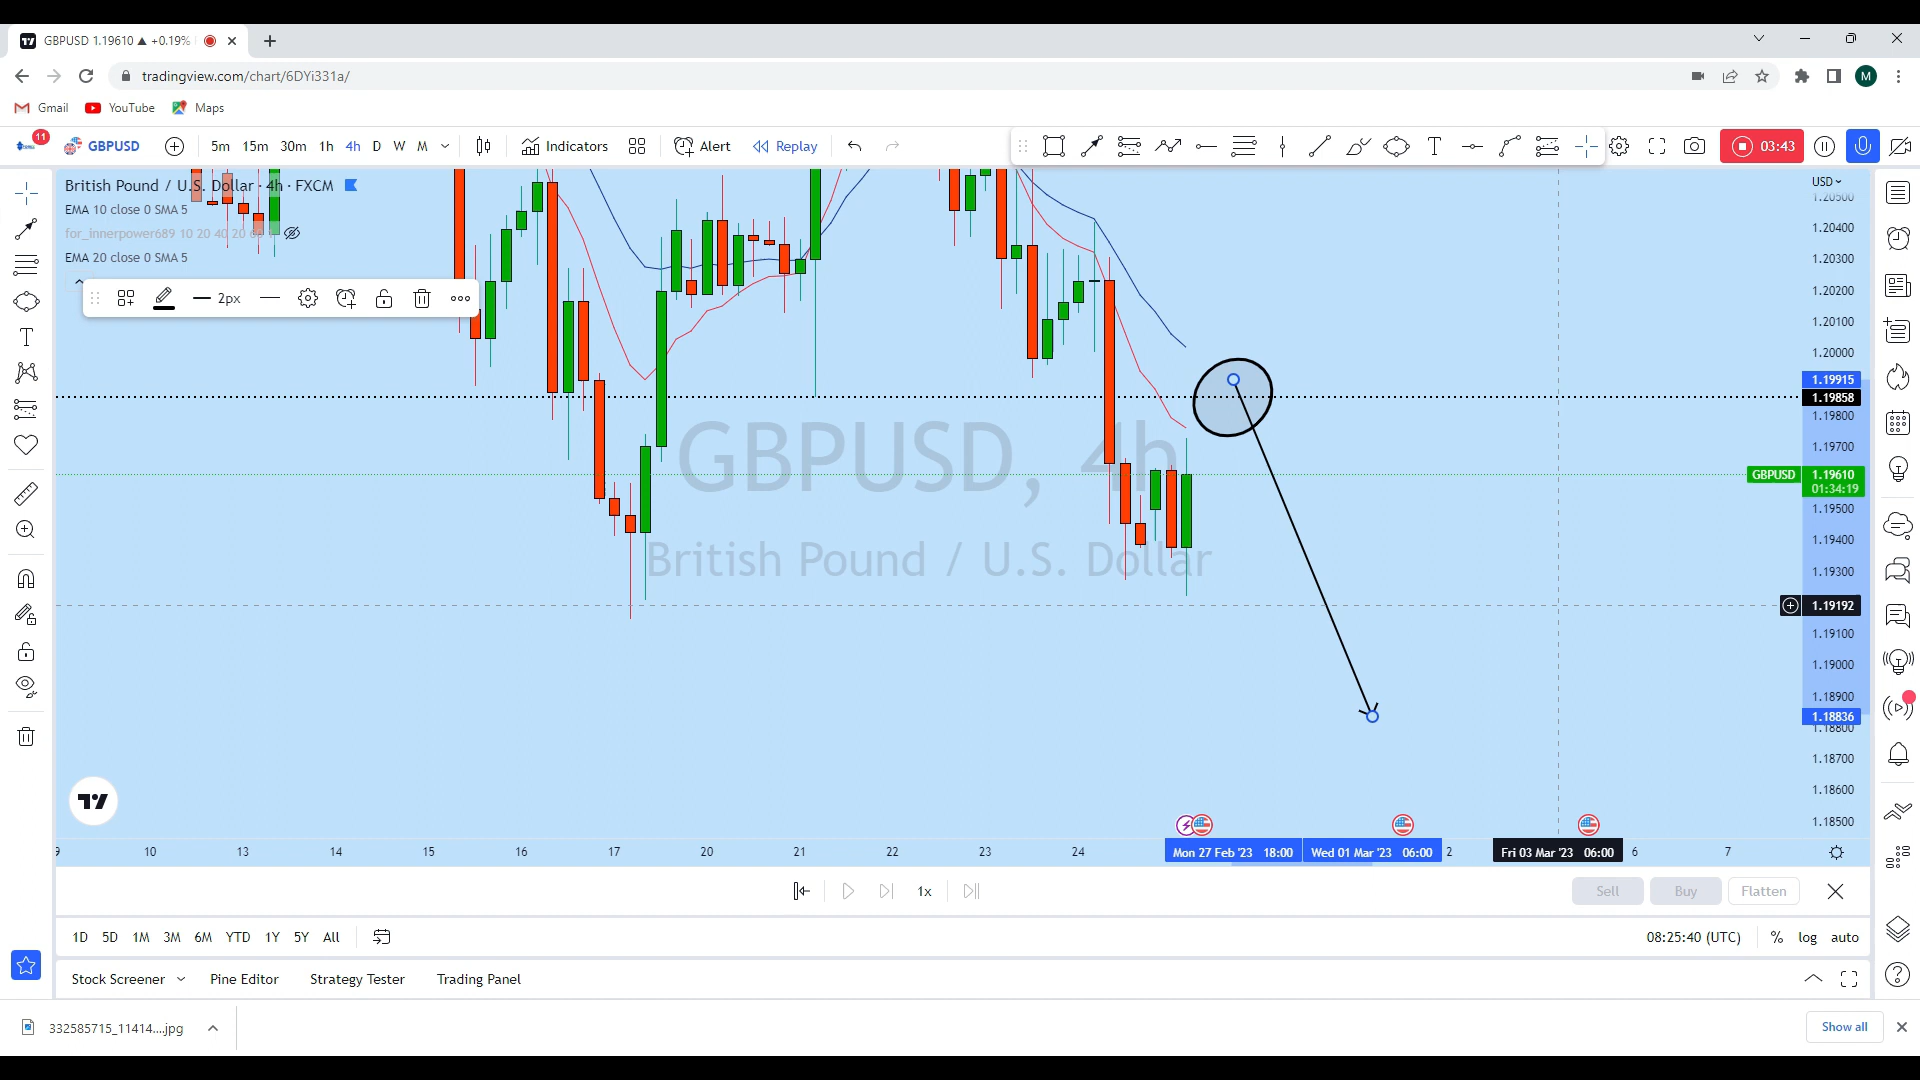 GBPUSD 1.19610 ▲ +0.19%
tradingview.com/chart/6DYi331a/
M
Gmail YouTube Maps
11 GBPUSD 5m 15m 30m 1h 4h D W M Indicators Alert Replay T 03:43
British Pound / U.S. Dollar · 4h · FXCM
EMA 10 close 0 SMA 5
EMA 20 close 0 SMA 5
2px
USD
1.20500
1.20400
1.20300
1.20200
1.20100
1.20000
1.19915
1.19858
1.19800
1.19700
GBPUSD 1.19610
01:34:19
1.19500
1.19400
1.19300
1.19192
1.19100
1.19000
1.18900
1.18836
1.18800
1.18700
1.18600
1.18500
GBPUSD, 4h
British Pound / U.S. Dollar
9 10 13 14 15 16 17 20 21 22 23 24 Mon 27 Feb '23 18:00 Wed 01 Mar '23 06:00 2 Fri 03 Mar '23 06:00 6 7
1x Sell Buy Flatten
1D 5D 1M 3M 6M YTD 1Y 5Y All 08:25:40 (UTC) % log auto
Stock Screener Pine Editor Strategy Tester Trading Panel
332585715_11414....jpg Show all